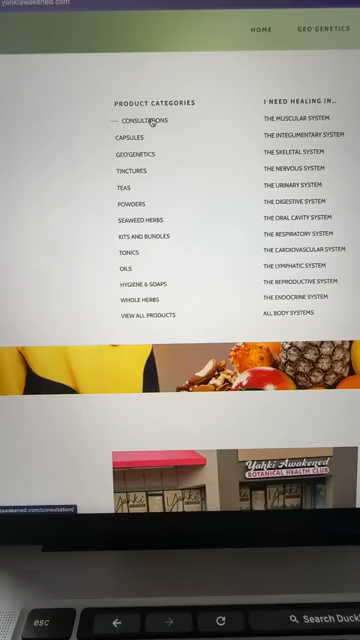 yahkiawakened.com
HOME
GEO'GENETICS
PRODUCT CATEGORIES
CONSULTATIONS
CAPSULES
GEO'GENETICS
TINCTURES
TEAS
POWDERS
SEAWEED HERBS
KITS AND BUNDLES
TONICS
OILS
HYGIENE & SOAPS
WHOLE HERBS
VIEW ALL PRODUCTS
I NEED HEALING IN...
THE MUSCULAR SYSTEM
THE INTEGUMENTARY SYSTEM
THE SKELETAL SYSTEM
THE NERVOUS SYSTEM
THE URINARY SYSTEM
THE DIGESTIVE SYSTEM
THE ORAL CAVITY SYSTEM
THE RESPIRATORY SYSTEM
THE CARDIOVASCULAR SYSTEM
THE LYMPHATIC SYSTEM
THE REPRODUCTIVE SYSTEM
THE ENDOCRINE SYSTEM
ALL BODY SYSTEMS
Yahki Awakened
BOTANICAL HEALTH CLUB
iawakened.com/consultation/
esc
Search Duck